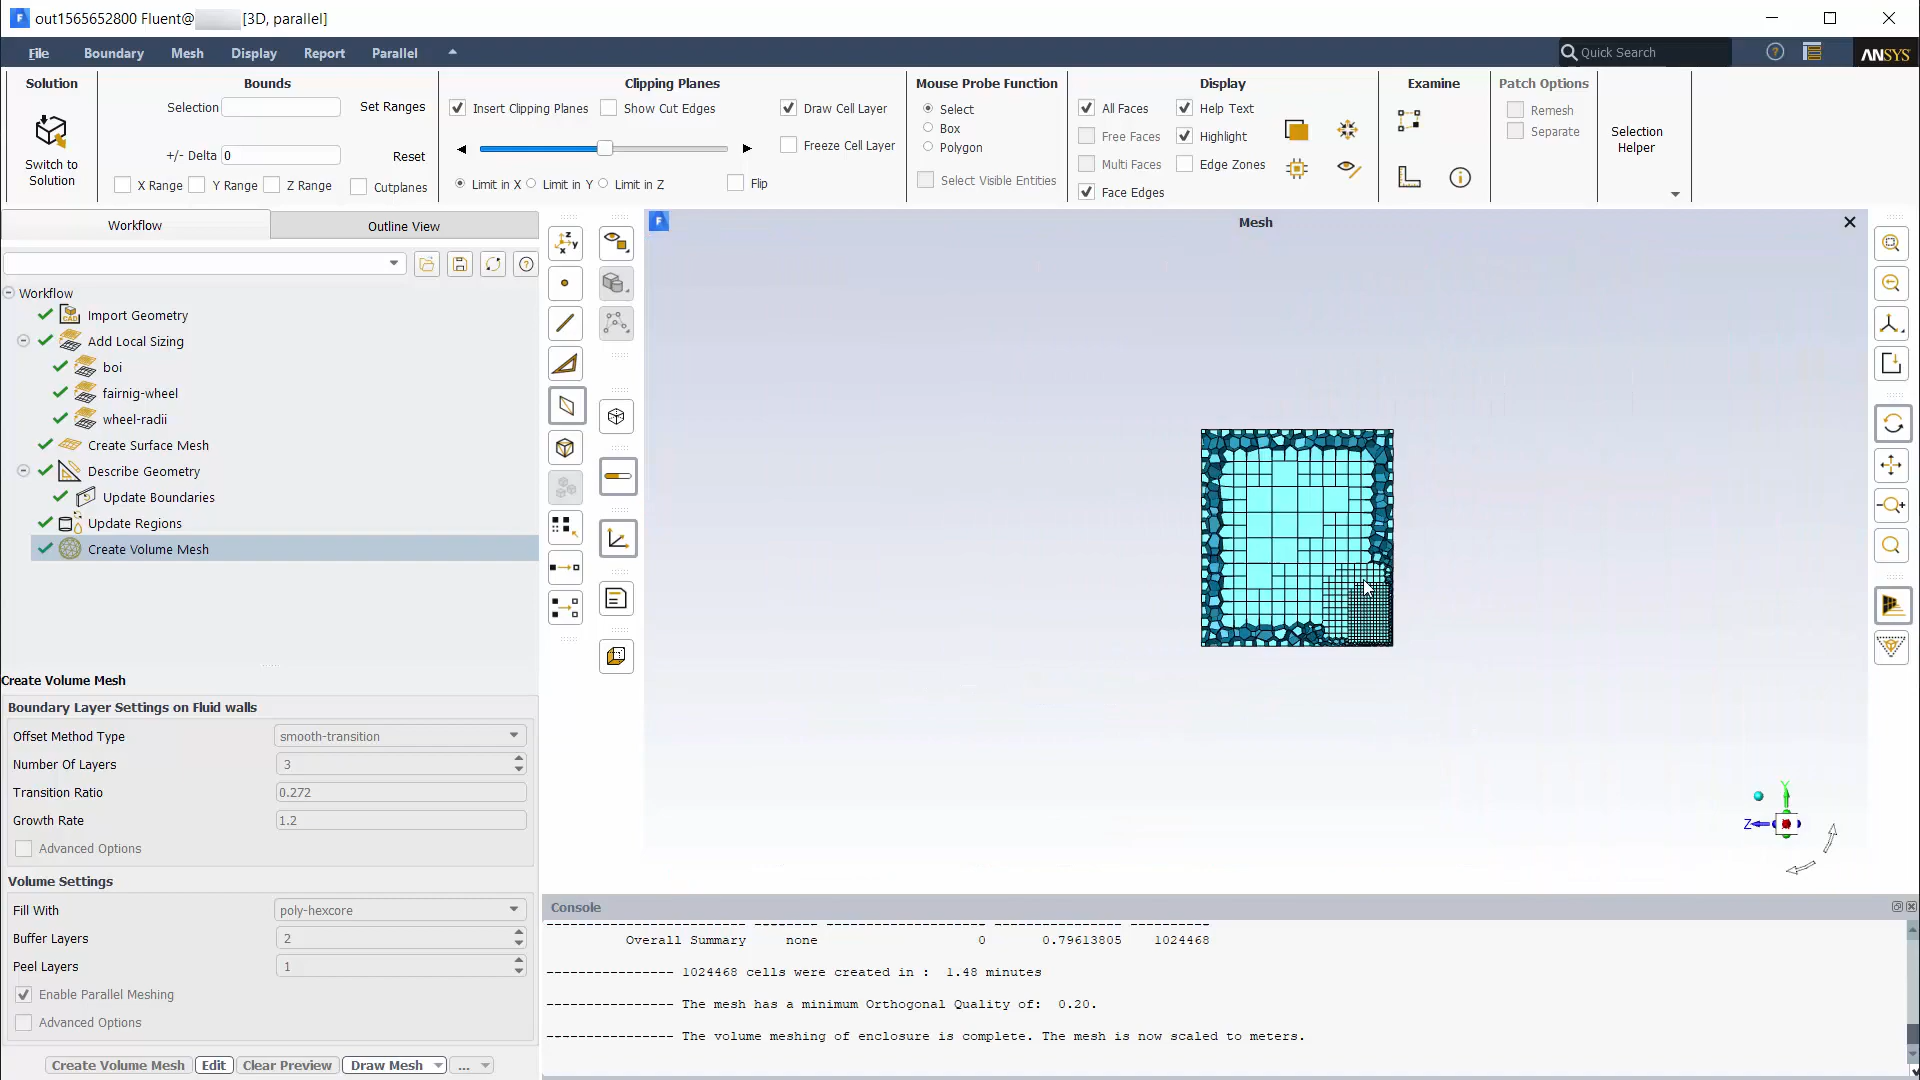 out1565652800 Fluent@ [3D, parallel]
File Boundary Mesh Display Report Parallel
Quick Search
ANSYS
Solution
Switch to
Solution
Bounds
Selection
Set Ranges
+/- Delta 0
Reset
X Range Y Range Z Range Cutplanes
Clipping Planes
Insert Clipping Planes Show Cut Edges Draw Cell Layer
Freeze Cell Layer
Limit in X Limit in Y Limit in Z Flip
Mouse Probe Function
Select
Box
Polygon
Select Visible Entities
Display
All Faces Help Text
Free Faces Highlight
Multi Faces Edge Zones
Face Edges
Examine
Patch Options
Remesh
Separate
Selection
Helper
Workflow Outline View
Workflow
Import Geometry
Add Local Sizing
boi
fairnig-wheel
wheel-radii
Create Surface Mesh
Describe Geometry
Update Boundaries
Update Regions
Create Volume Mesh
Create Volume Mesh
Boundary Layer Settings on Fluid walls
Offset Method Type smooth-transition
Number Of Layers 3
Transition Ratio 0.272
Growth Rate 1.2
Advanced Options
Volume Settings
Fill With poly-hexcore
Buffer Layers 2
Peel Layers 1
Enable Parallel Meshing
Advanced Options
Create Volume Mesh Edit Clear Preview Draw Mesh ...
Mesh
Y
Z
Console
---------------------- -------- --------------------- -------------- ----------
Overall Summary none 0 0.79613805 1024468
---------------- 1024468 cells were created in : 1.48 minutes
---------------- The mesh has a minimum Orthogonal Quality of: 0.20.
---------------- The volume meshing of enclosure is complete. The mesh is now scaled to meters.